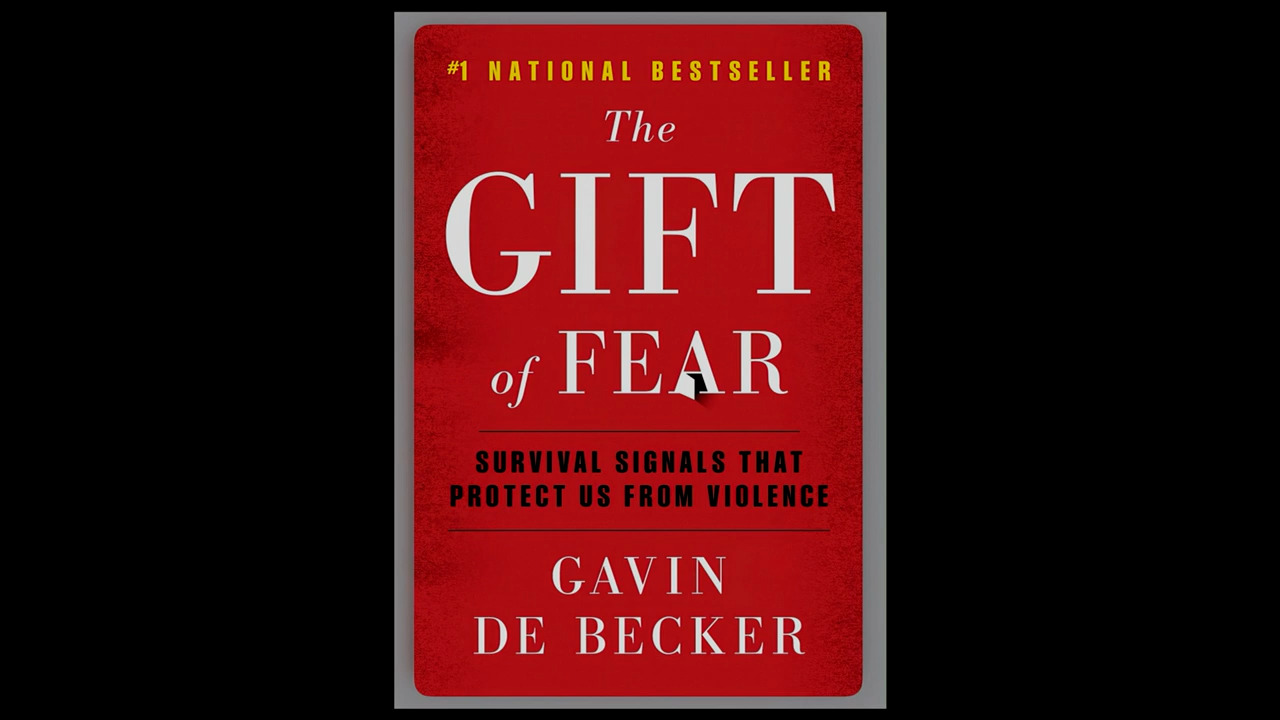 #1 NATIONAL BESTSELLER
The
GIFT
of FEAR
SURVIVAL SIGNALS THAT
PROTECT US FROM VIOLENCE
GAVIN
DE BECKER